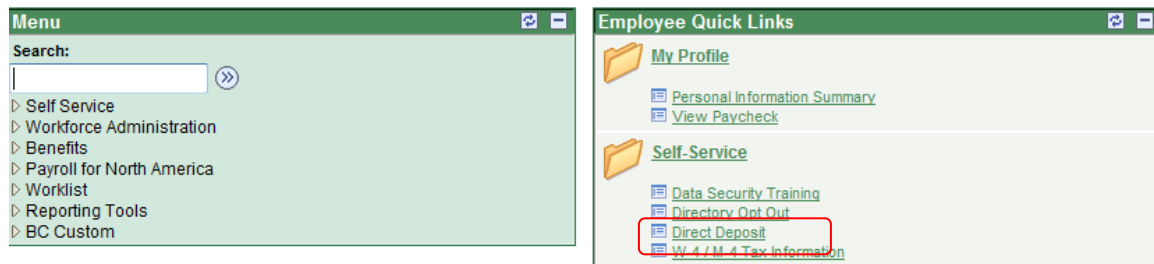 Menu
Search:
Self Service
Workforce Administration
Benefits
Payroll for North America
Worklist
Reporting Tools
BC Custom
Employee Quick Links
My Profile
Personal Information Summary
View Paycheck
Self-Service
Data Security Training
Directory Opt Out
Direct Deposit
W-4 / M-4 Tax Information